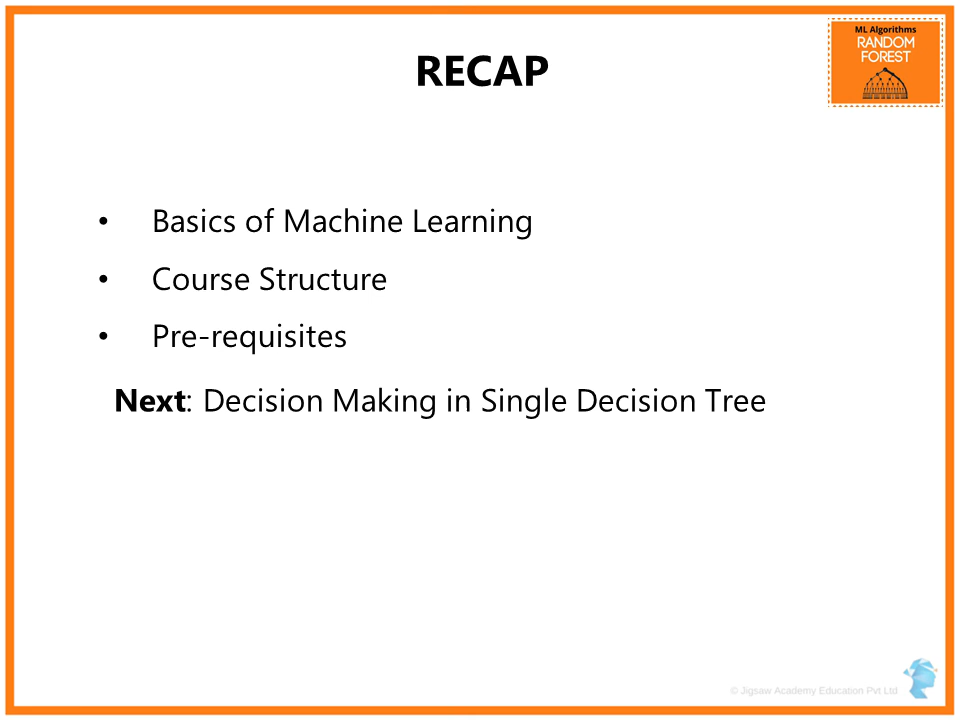 ML Algorithms
RANDOM
FOREST
RECAP
• Basics of Machine Learning
• Course Structure
• Pre-requisites
Next: Decision Making in Single Decision Tree
© Jigsaw Academy Education Pvt Ltd